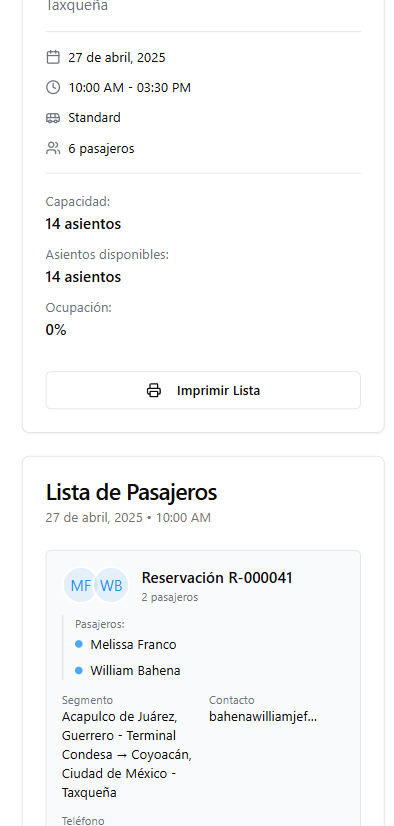 Taxqueña
27 de abril, 2025
10:00 AM - 03:30 PM
Standard
6 pasajeros
Capacidad:
14 asientos
Asientos disponibles:
14 asientos
Ocupación:
0%
Imprimir Lista
Lista de Pasajeros
27 de abril, 2025 • 10:00 AM
MF WB
Reservación R-000041
2 pasajeros
Pasajeros:
Melissa Franco
William Bahena
Segmento
Acapulco de Juárez,
Guerrero - Terminal
Condesa → Coyoacán,
Ciudad de México -
Taxqueña
Contacto
bahenawilliamjef...
Teléfono